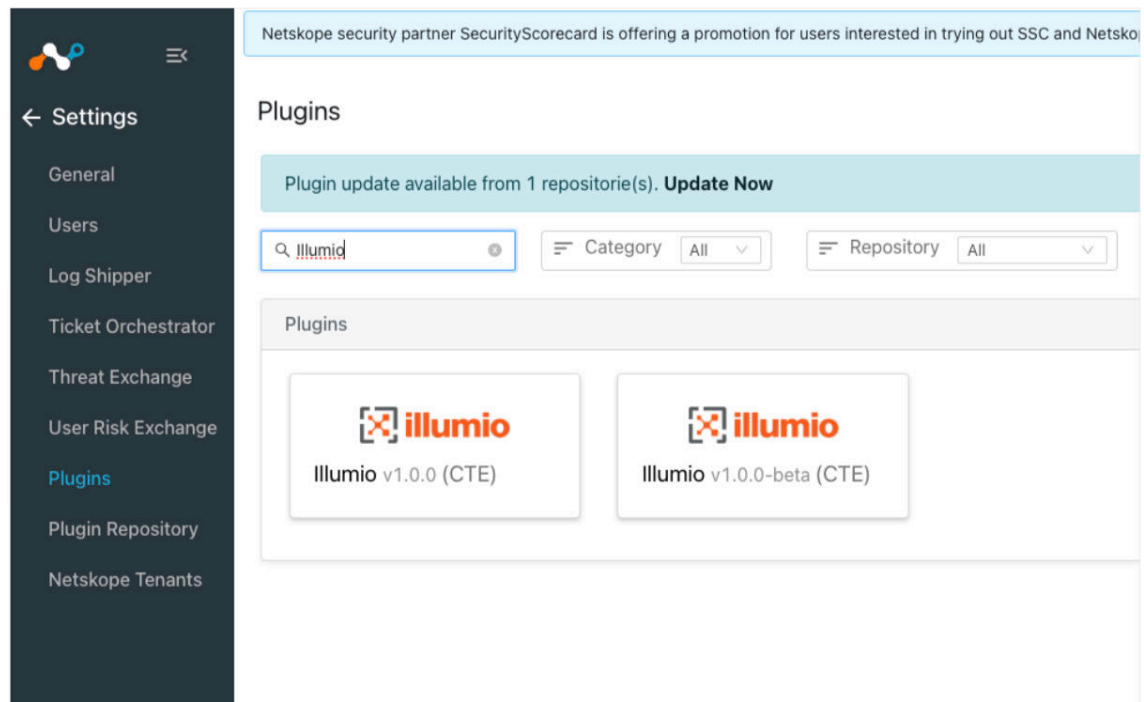 Netskope security partner SecurityScorecard is offering a promotion for users interested in trying out SSC and
Settings
General
Users
Log Shipper
Ticket Orchestrator
Threat Exchange
User Risk Exchange
Plugins
Plugin Repository
Netskope Tenants
Plugins
Plugin update available from 1 repositorie(s). Update Now
Illumio
Category All
Repository All
Plugins
illumio
Illumio v1.0.0 (CTE)
illumio
Illumio v1.0.0-beta (CTE)